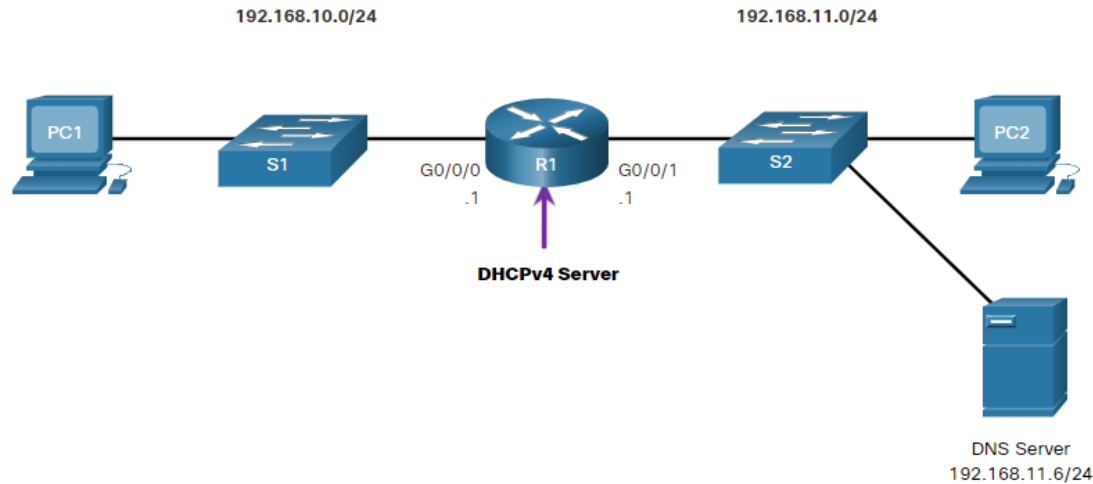 192.168.10.0/24
192.168.11.0/24
PC1
S1
G0/0/0
.1
R1
G0/0/1
.1
S2
PC2
DHCPv4 Server
DNS Server
192.168.11.6/24